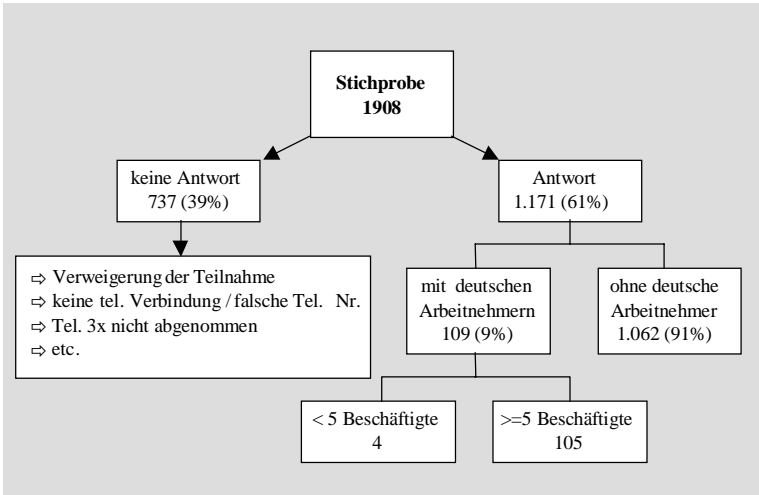 Stichprobe
1908
keine Antwort
737 (39%)
Antwort
1.171 (61%)
⇨ Verweigerung der Teilnahme
⇨ keine tel. Verbindung / falsche Tel. Nr.
⇨ Tel. 3x nicht abgenommen
⇨ etc.
mit deutschen
Arbeitnehmern
109 (9%)
ohne deutsche
Arbeitnehmer
1.062 (91%)
< 5 Beschäftigte
4
>=5 Beschäftigte
105